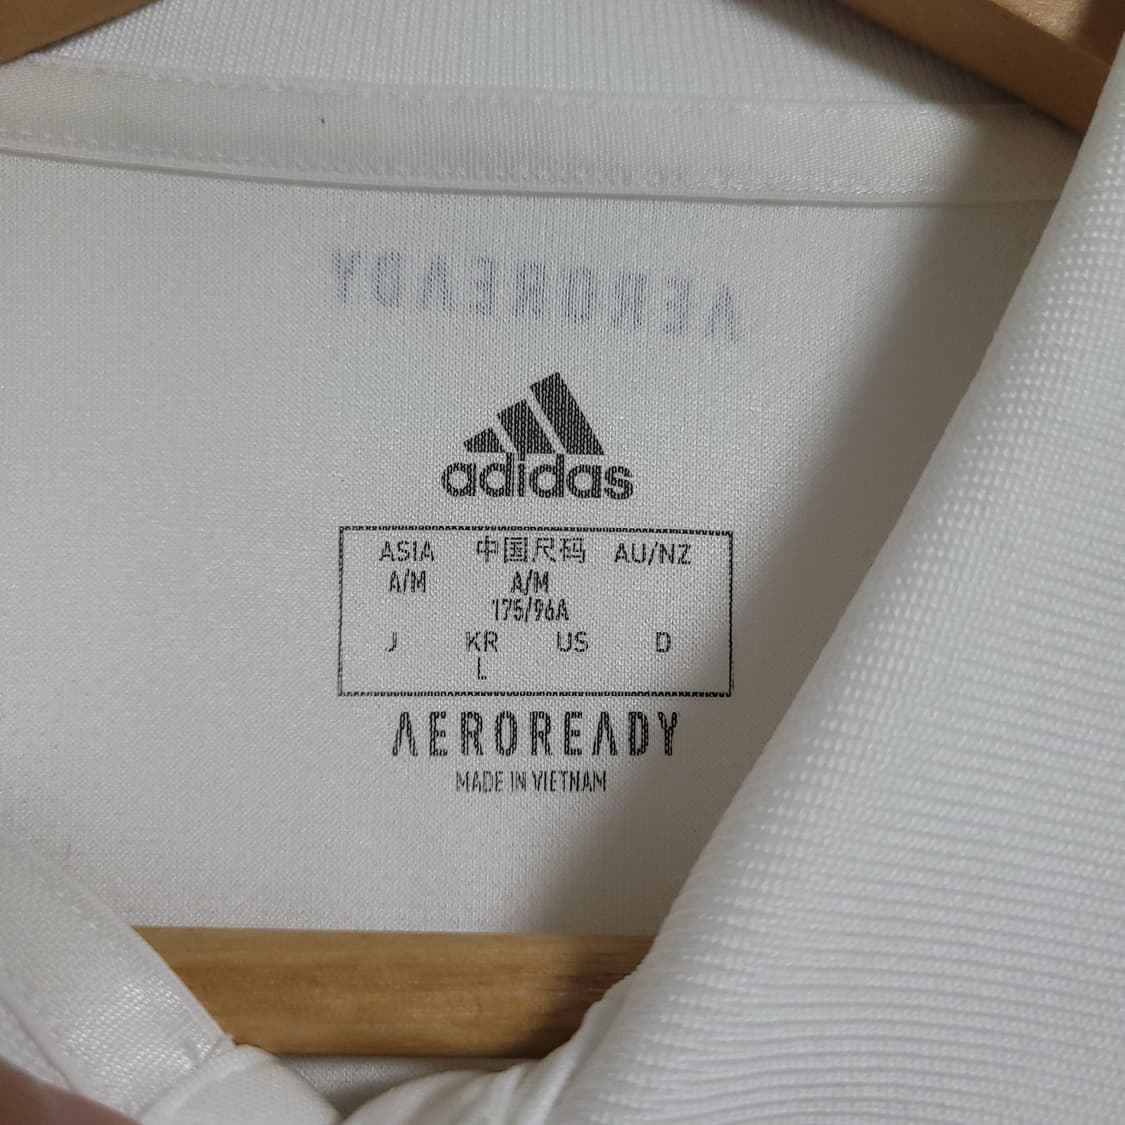 AEROREADY
adidas
ASIA 中国尺码 AU/NZ
A/M A/M
175/96A
J KR US D
L
AEROREADY
MADE IN VIETNAM